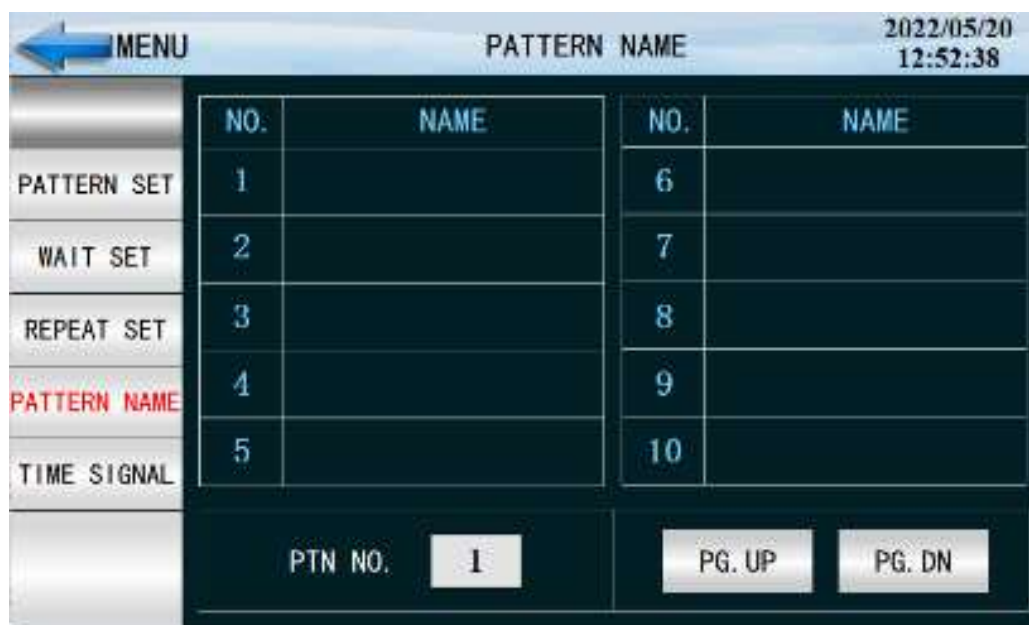 MENU
PATTERN NAME
2022/05/20
12:52:38
PATTERN SET
WAIT SET
REPEAT SET
PATTERN NAME
TIME SIGNAL
NO. NAME NO. NAME
1 6
2 7
3 8
4 9
5 10
PTN NO. 1 PG.UP PG.DN